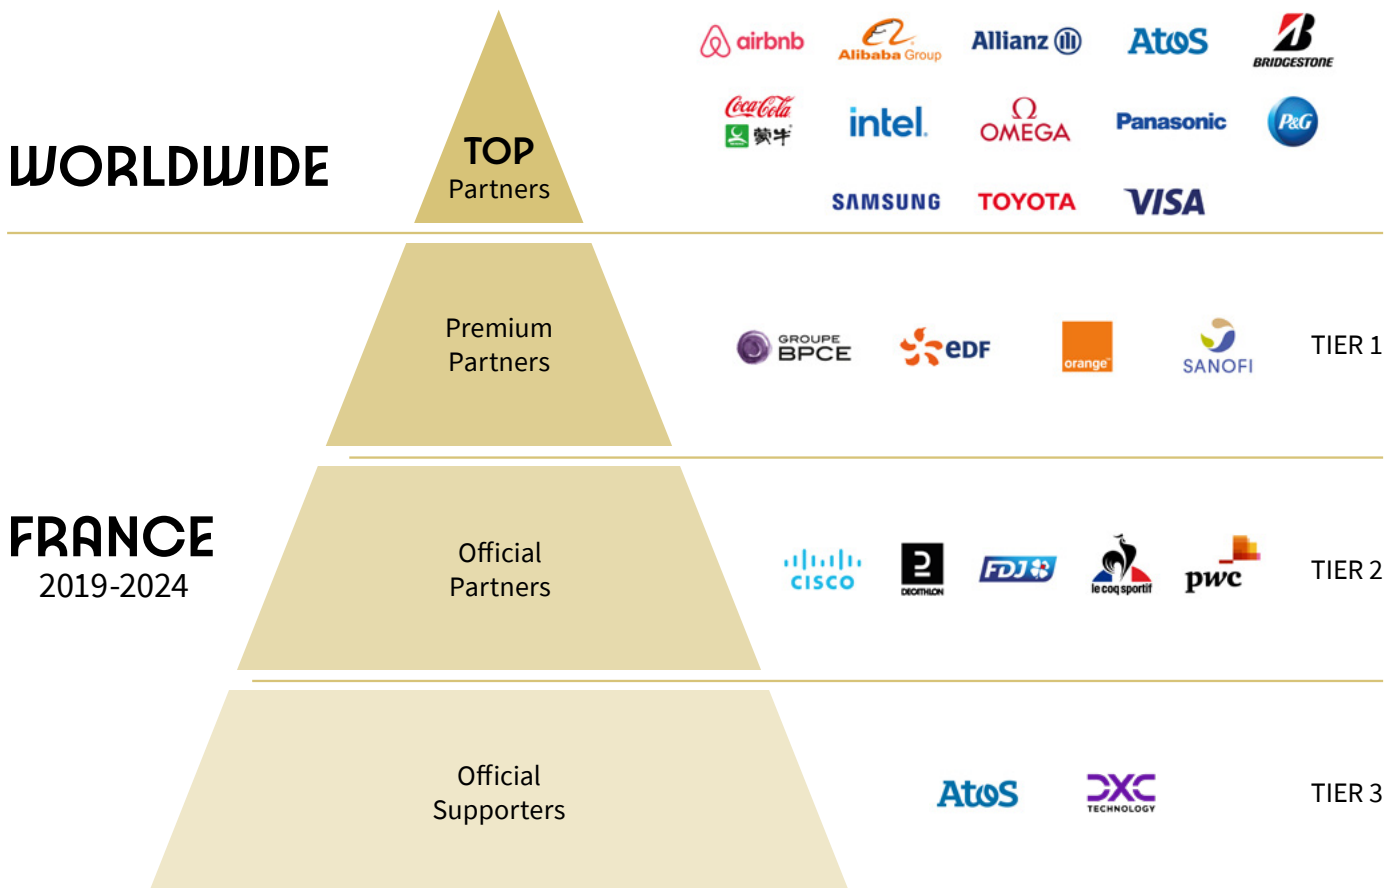 airbnb
Alibaba Group
Allianz
Atos
BRIDGESTONE
WORLDWIDE
TOP
Partners
Coca-Cola
蒙牛
intel.
Ω
OMEGA
Panasonic
P&G
SAMSUNG
TOYOTA
VISA
Premium
Partners
GROUPE
BPCE
eDF
orange™
SANOFI
TIER 1
FRANCE
2019-2024
Official
Partners
CISCO
DECATHLON
FDJ
le coq sportif
pwc
TIER 2
Official
Supporters
Atos
DXC
TECHNOLOGY
TIER 3